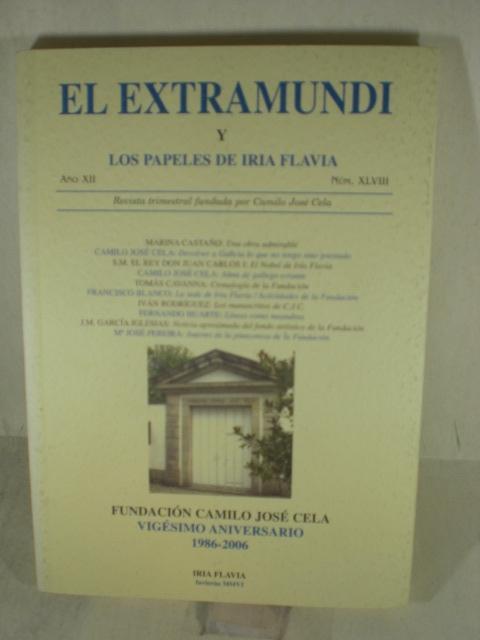 EL EXTRAMUNDI
Y
LOS PAPELES DE IRIA FLAVIA
AÑO XII NÚM. XLVIII
Revista trimestral fundada por Camilo José Cela
MARINA CASTAÑO: Una obra admirable
CAMILO JOSÉ CELA: Devolver a Galicia lo que no tengo sino prestado
S.M. EL REY DON JUAN CARLOS I: El Nobel de Iria Flavia
CAMILO JOSÉ CELA: Alma de gallego errante
TOMÁS CAVANNA: Cronología de la Fundación
FRANCISCO BLANCO: La sede de Iria Flavia / Actividades de la Fundación
IVÁN RODRÍGUEZ: Los manuscritos de C.J.C.
FERNANDO HUARTE: Líneas como meandros
J.M. GARCÍA IGLESIAS: Noticia aproximada del fondo artístico de la Fundación
Mª JOSÉ PEREIRA: Autores en la pinacoteca de la Fundación
FUNDACIÓN CAMILO JOSÉ CELA
VIGÉSIMO ANIVERSARIO
1986-2006
IRIA FLAVIA
Invierno MMVI